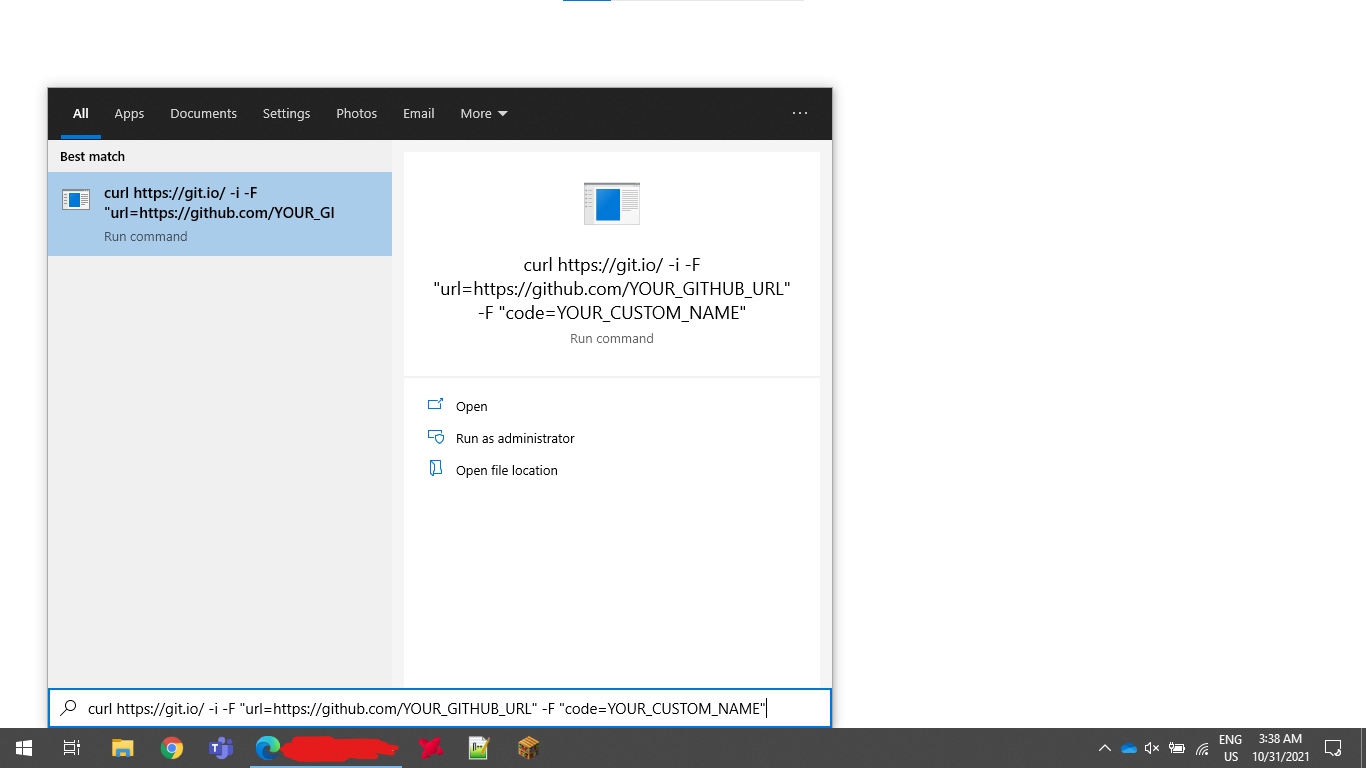 All Apps Documents Settings Photos Email More
Best match
curl https://git.io/ -i -F
"url=https://github.com/YOUR_GI
Run command
curl https://git.io/ -i -F
"url=https://github.com/YOUR_GITHUB_URL"
-F "code=YOUR_CUSTOM_NAME"
Run command
Open
Run as administrator
Open file location
curl https://git.io/ -i -F "url=https://github.com/YOUR_GITHUB_URL" -F "code=YOUR_CUSTOM_NAME"
ENG
US
3:38 AM
10/31/2021